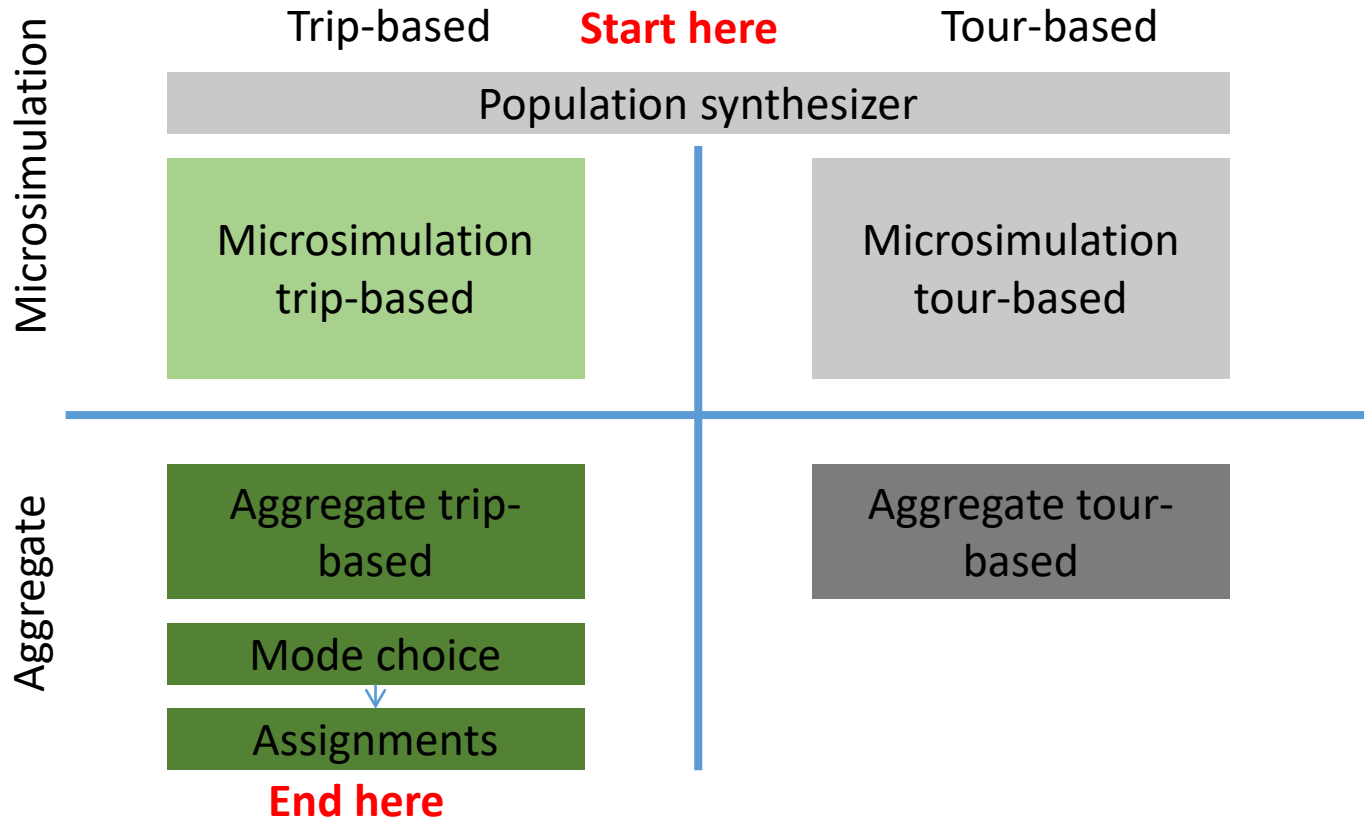 Trip-based
Start here
Tour-based
Microsimulation
Population synthesizer
Microsimulation
trip-based
Microsimulation
tour-based
Aggregate
Aggregate trip-
based
Aggregate tour-
based
Mode choice
Assignments
End here